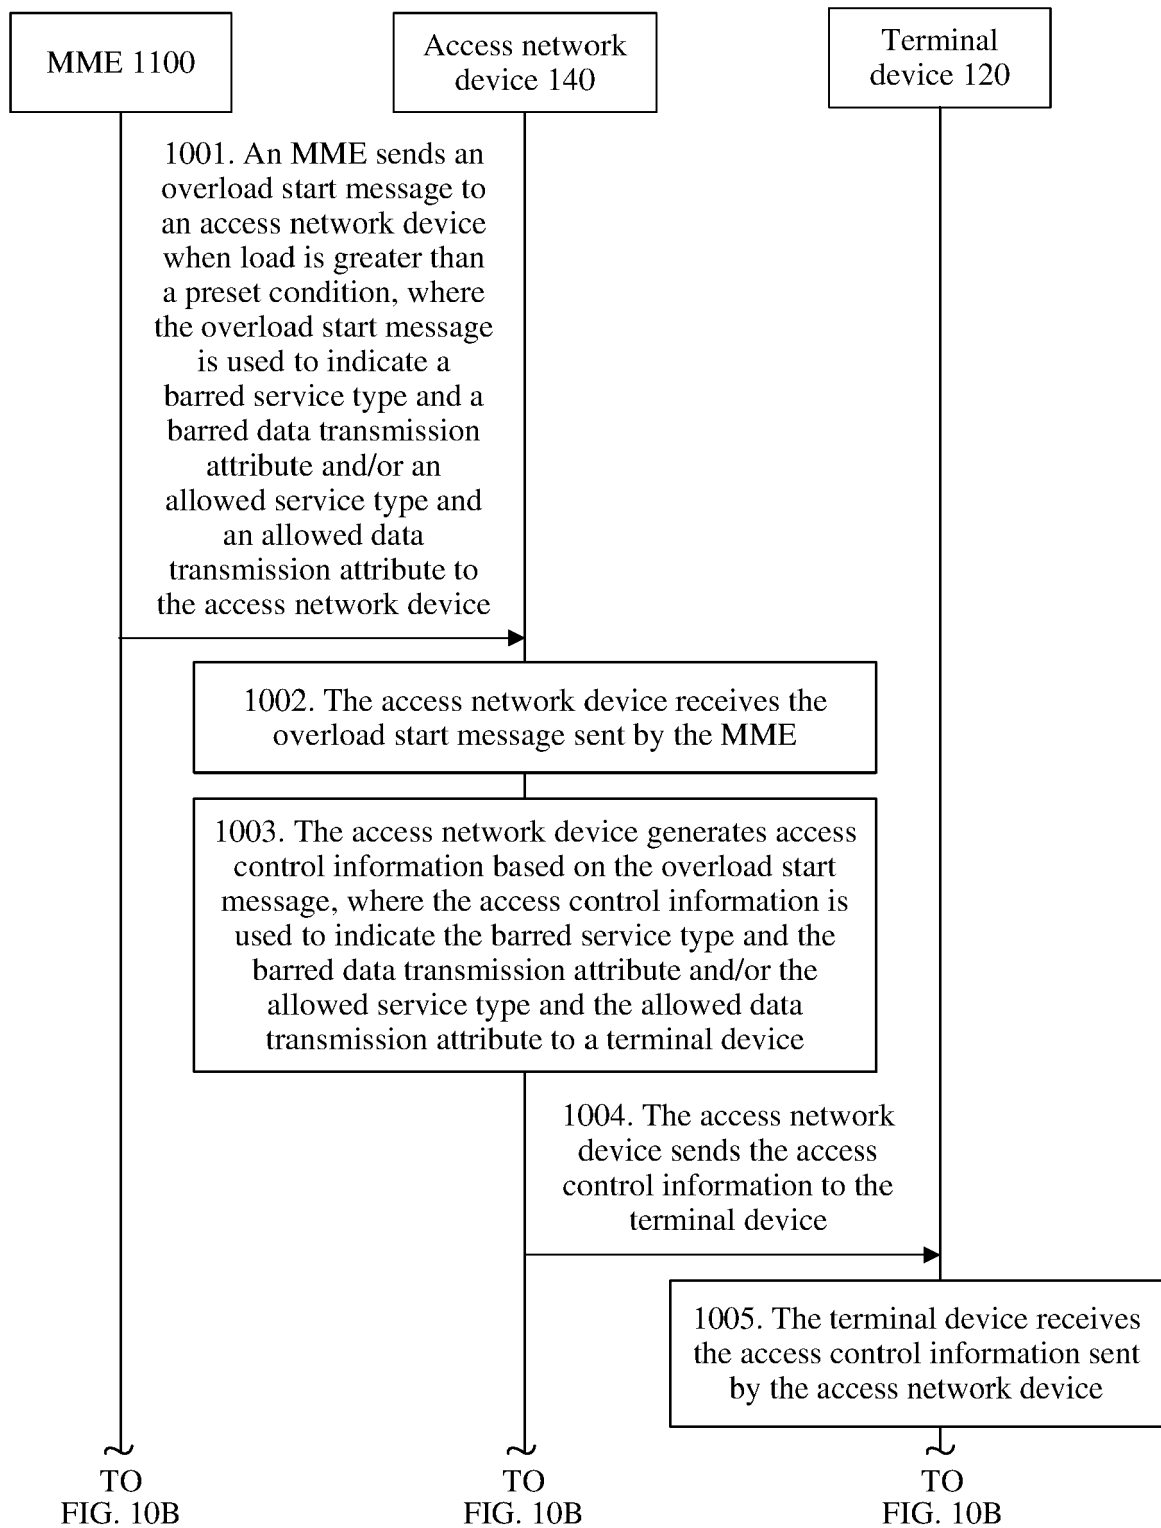 MME 1100
Access network
device 140
Terminal
device 120
1001. An MME sends an
overload start message to
an access network device
when load is greater than
a preset condition, where
the overload start message
is used to indicate a
barred service type and a
barred data transmission
attribute and/or an
allowed service type and
an allowed data
transmission attribute to
the access network device
1002. The access network device receives the
overload start message sent by the MME
1003. The access network device generates access
control information based on the overload start
message, where the access control information is
used to indicate the barred service type and the
barred data transmission attribute and/or the
allowed service type and the allowed data
transmission attribute to a terminal device
1004. The access network
device sends the access
control information to the
terminal device
1005. The terminal device receives
the access control information sent
by the access network device
TO
FIG. 10B
TO
FIG. 10B
TO
FIG. 10B